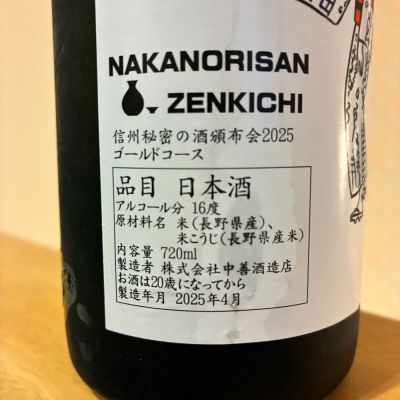 NAKANORISAN
ZENKICHI
信州秘密の酒頒布会2025
ゴールドコース
品目 日本酒
アルコール分 16度
原材料名 米(長野県産)、
米こうじ(長野県産米)
内容量 720ml
製造者 株式会社中善酒造店
お酒は20歳になってから
製造年月 2025年4月